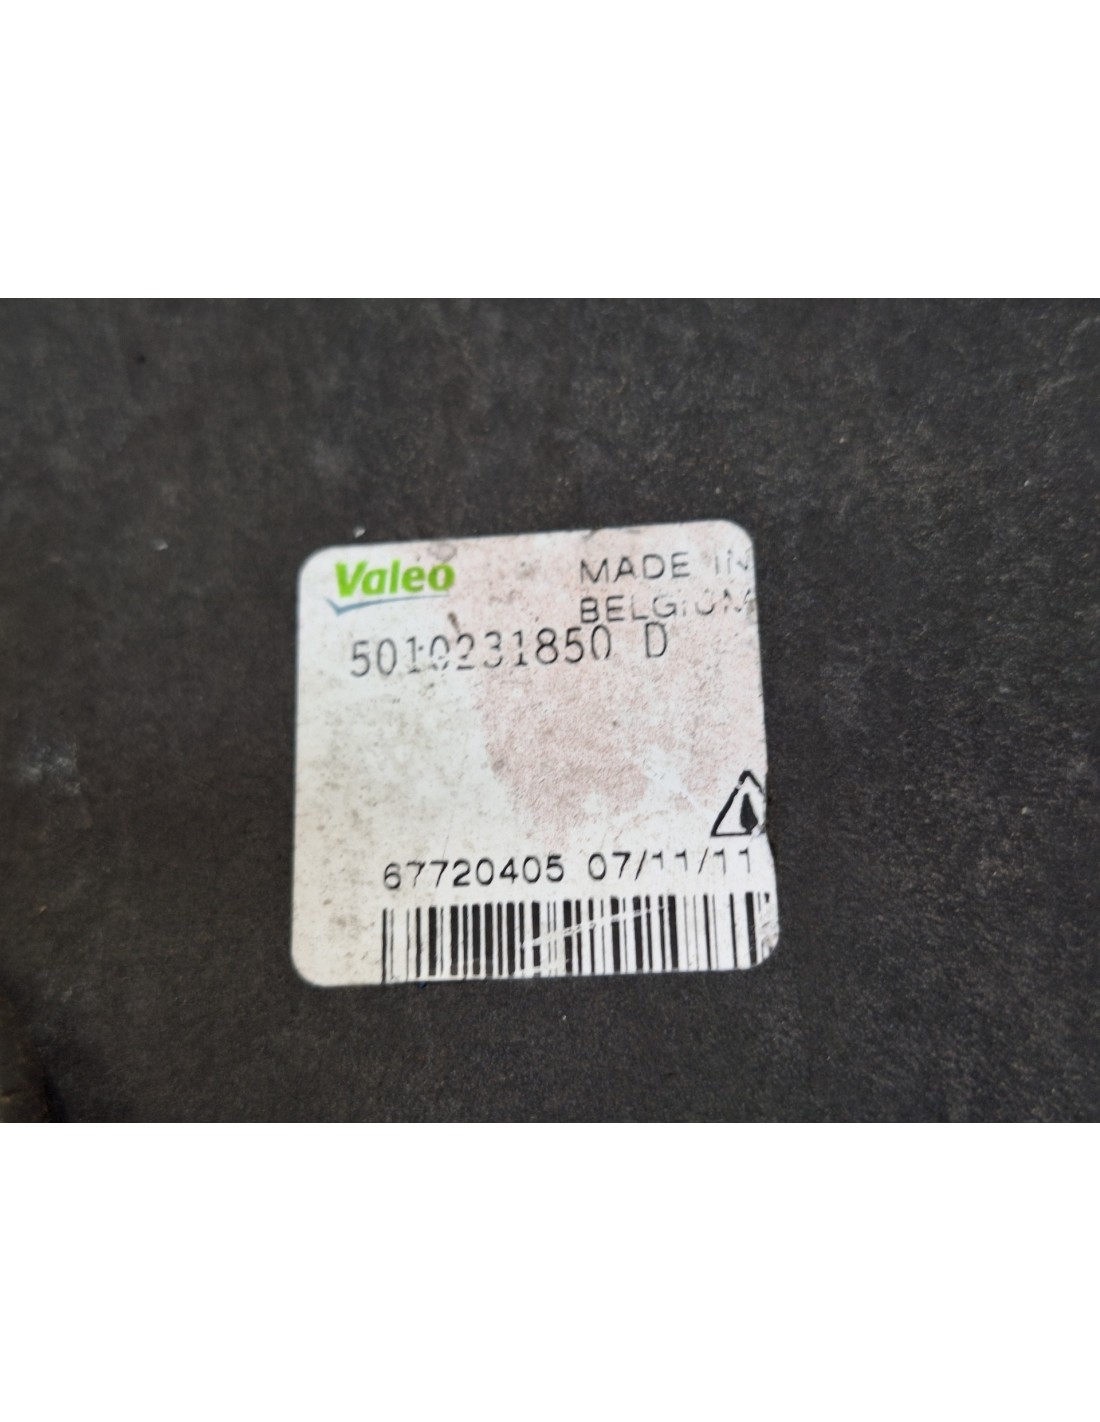 Valeo
MADE IN
BELGIUM
5010231850 D
67720405 07/11/11